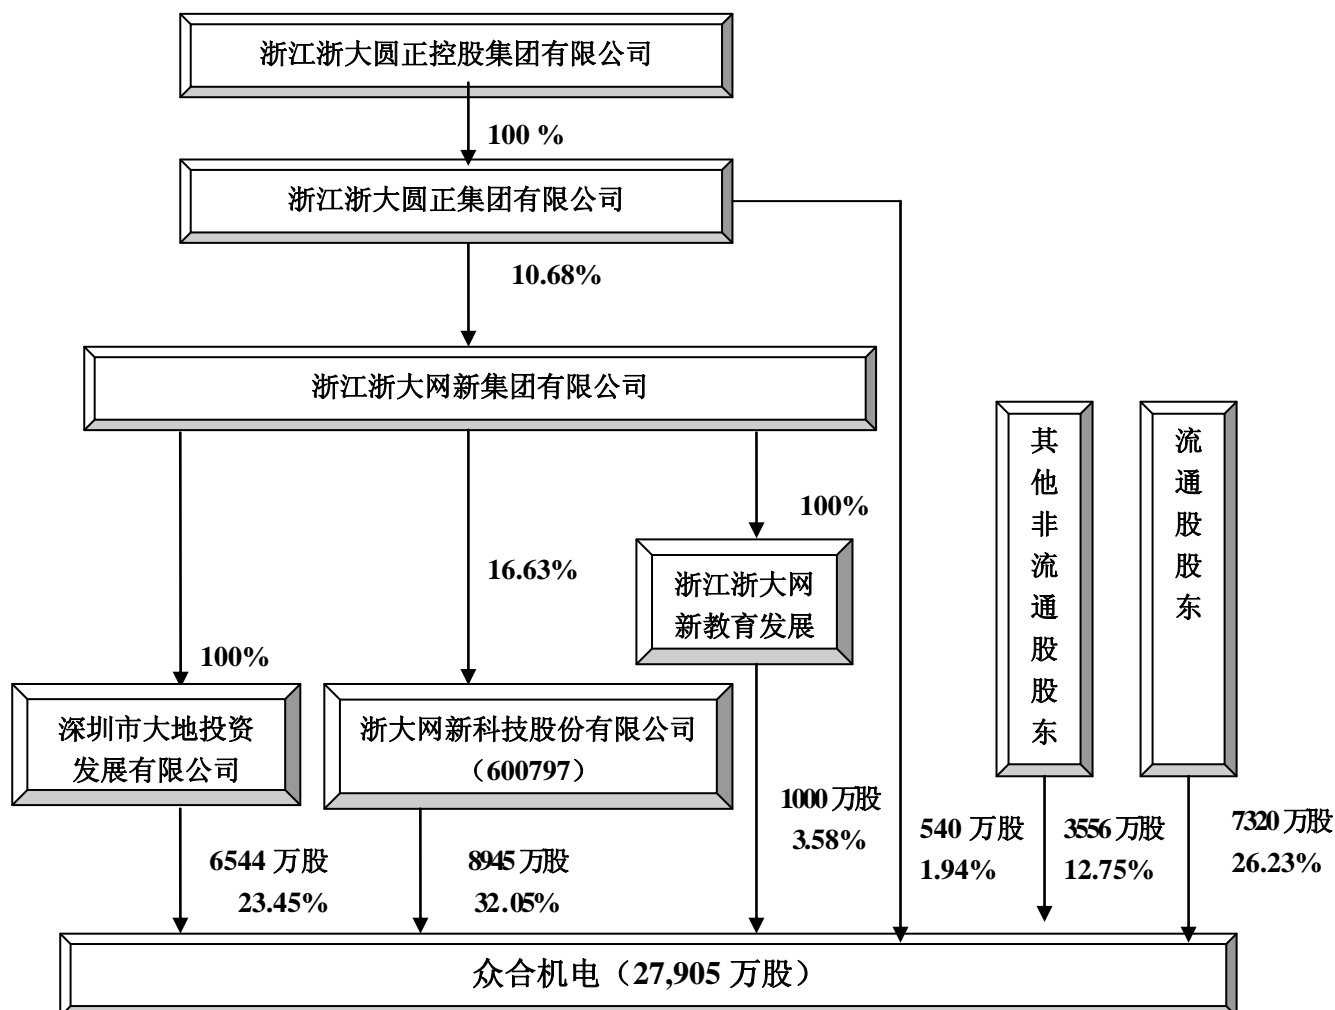 浙江浙大圆正控股集团有限公司
100 %
浙江浙大圆正集团有限公司
10.68%
浙江浙大网新集团有限公司
其他非流通股股东
流通股股东
100%
16.63%
浙江浙大网
新教育发展
100%
深圳市大地投资
发展有限公司
浙大网新科技股份有限公司
（600797）
6544 万股
23.45%
8945 万股
32.05%
1000 万股
3.58%
540 万股
1.94%
3556 万股
12.75%
7320 万股
26.23%
众合机电（27,905 万股）